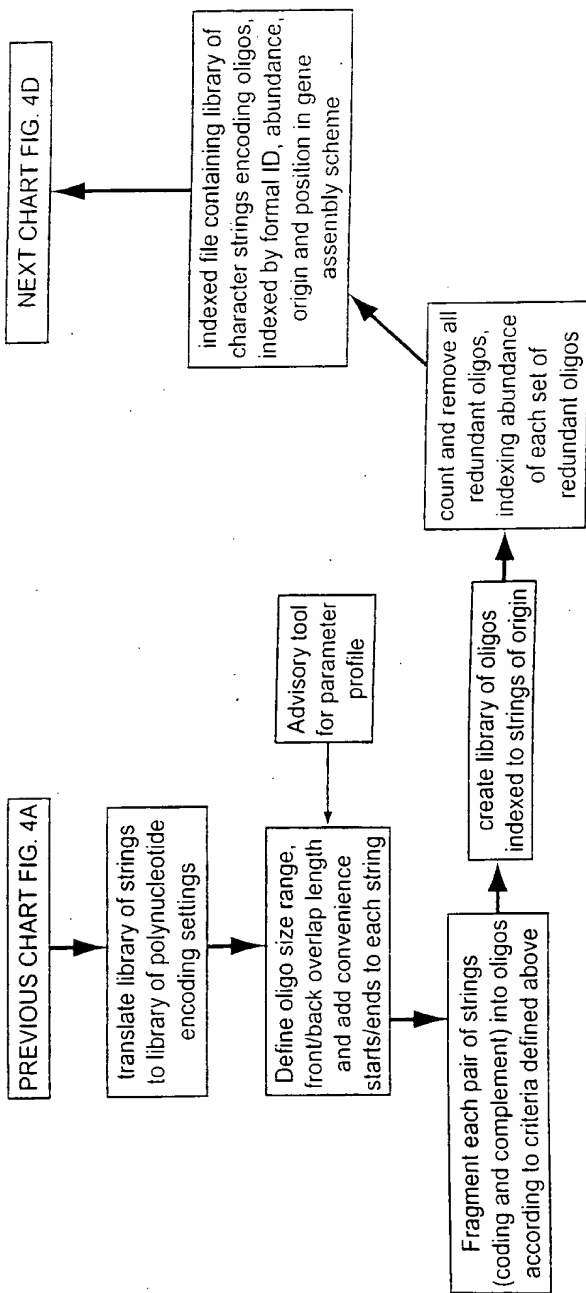 PREVIOUS CHART FIG. 4A
translate library of strings
to library of polynucleotide
encoding settings
Define oligo size range,
front/back overlap length
and add convenience
starts/ends to each string
Advisory tool
for parameter
profile
Fragment each pair of strings
(coding and complement) into oligos
according to criteria defined above
create library of oligos
indexed to strings of origin
count and remove all
redundant oligos,
indexing abundance
of each set of
redundant oligos
indexed file containing library of
character strings encoding oligos,
indexed by formal ID, abundance,
origin and position in gene
assembly scheme
NEXT CHART FIG. 4D